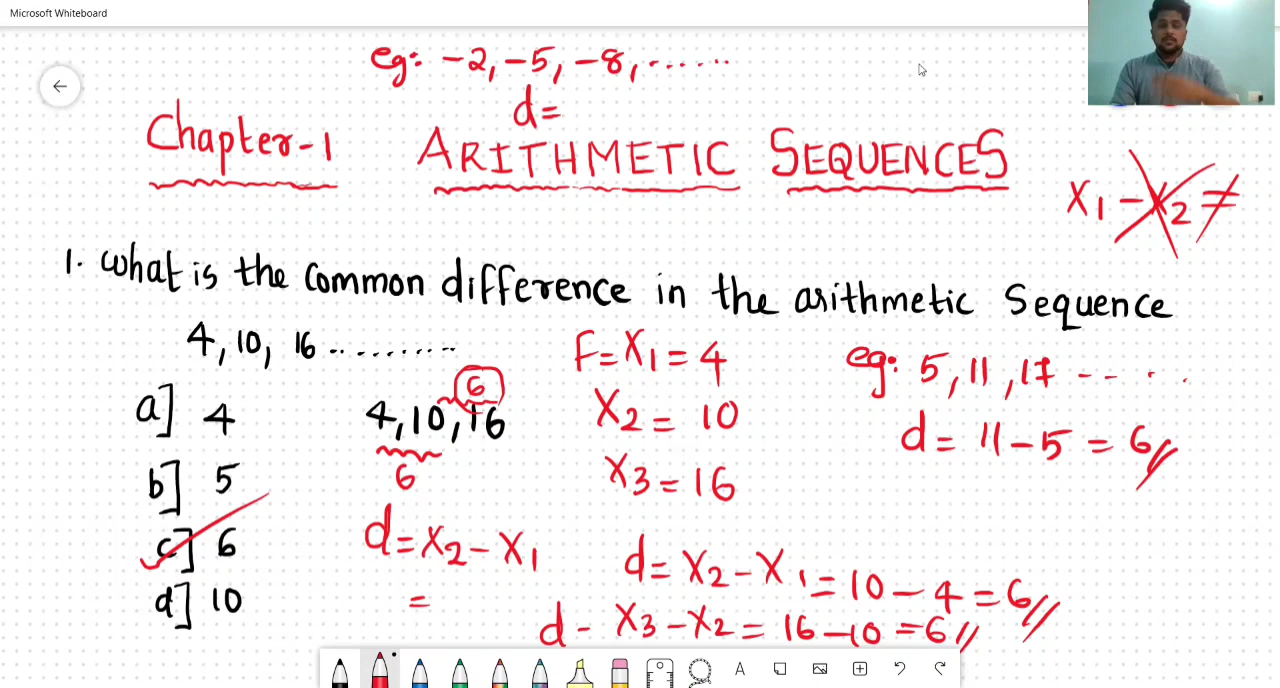 Microsoft Whiteboard
eg: -2, -5, -8, ......
d=
Chapter-1 ARITHMETIC SEQUENCES
x1 - x2 ≠
1. What is the common difference in the arithmetic Sequence
4, 10, 16 ..........
a] 4
b] 5
c] 6
d] 10
6
4, 10, 16
6
d = x2 - x1
=
F = x1 = 4
x2 = 10
x3 = 16
eg: 5, 11, 17 -- - . . .
d = 11 - 5 = 6//
d = x2 - x1 = 10 - 4 = 6//
d - x3 - x2 = 16 - 10 = 6//
A